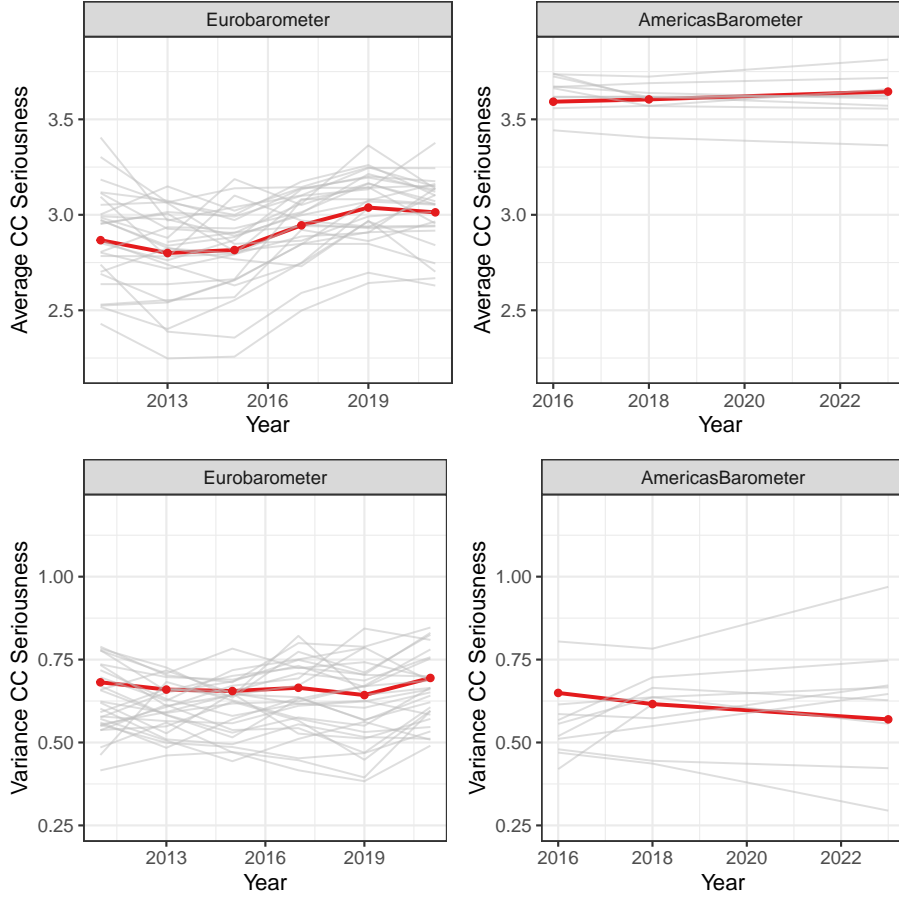 Eurobarometer
Average CC Seriousness
3.5
3.0
2.5
2013
2016
2019
Year
AmericasBarometer
Average CC Seriousness
3.5
3.0
2.5
2016
2018
2020
2022
Year
Eurobarometer
Variance CC Seriousness
1.00
0.75
0.50
0.25
2013
2016
2019
Year
AmericasBarometer
Variance CC Seriousness
1.00
0.75
0.50
0.25
2016
2018
2020
2022
Year